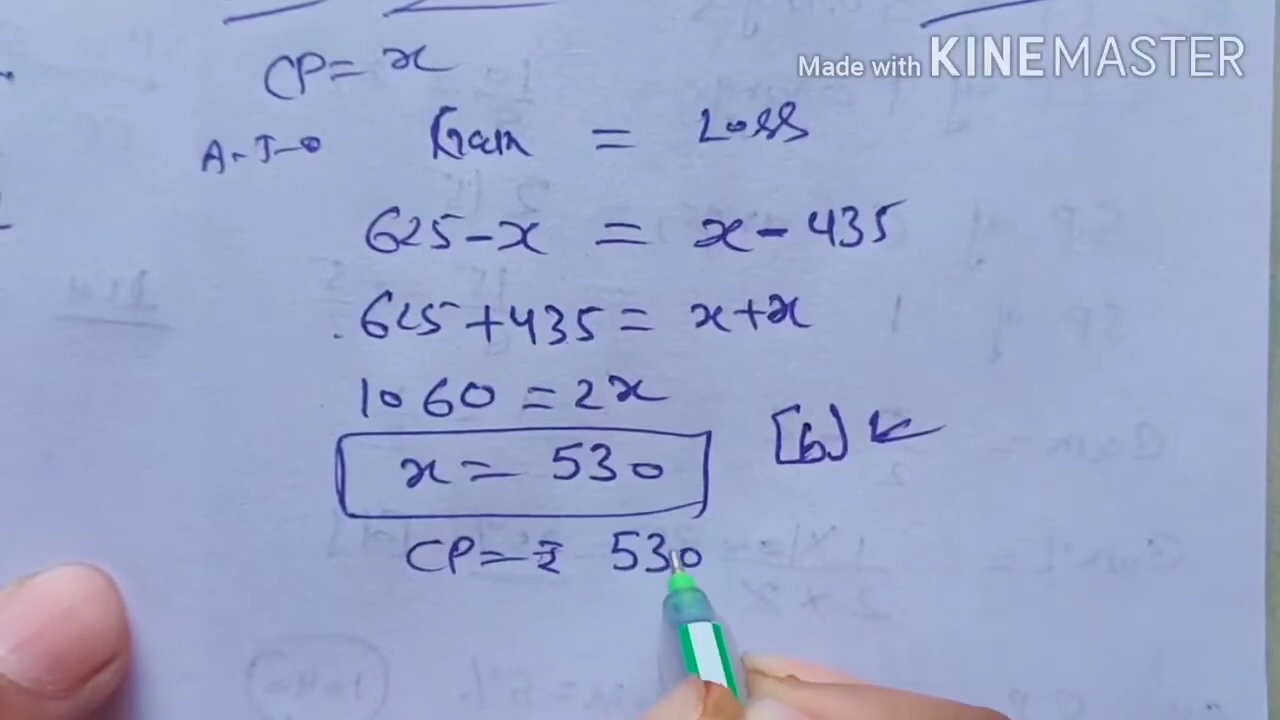 Made with KINEMASTER
CP = x
A-T-Q Gain = Loss
625 - x = x - 435
625 + 435 = x + x
1060 = 2x
x = 530 [b]
CP = ₹ 530